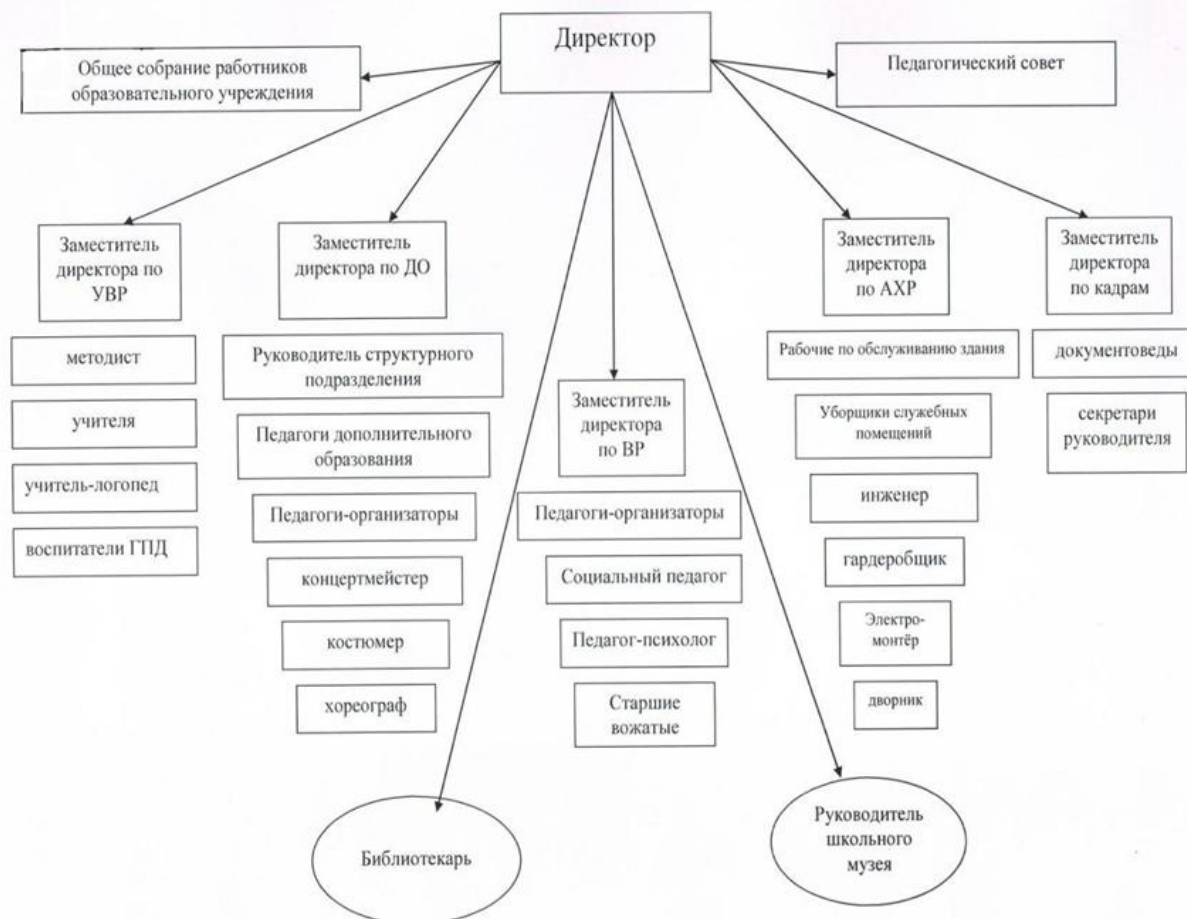 Директор
Общее собрание работников
образовательного учреждения
Педагогический совет
Заместитель
директора по
УВР
методист
учителя
учитель-логопед
воспитатели ГПД
Заместитель
директора по ДО
Руководитель структурного
подразделения
Педагоги дополнительного
образования
Педагоги-организаторы
концертмейстер
костюмер
хореограф
Заместитель
директора
по ВР
Педагоги-организаторы
Социальный педагог
Педагог-психолог
Старшие
вожатые
Заместитель
директора
по АХР
Рабочие по обслуживанию здания
Уборщики служебных
помещений
инженер
гардеробщик
Электро-
монтёр
дворник
Заместитель
директора
по кадрам
документоведы
секретари
руководителя
Библиотекарь
Руководитель
школьного
музея